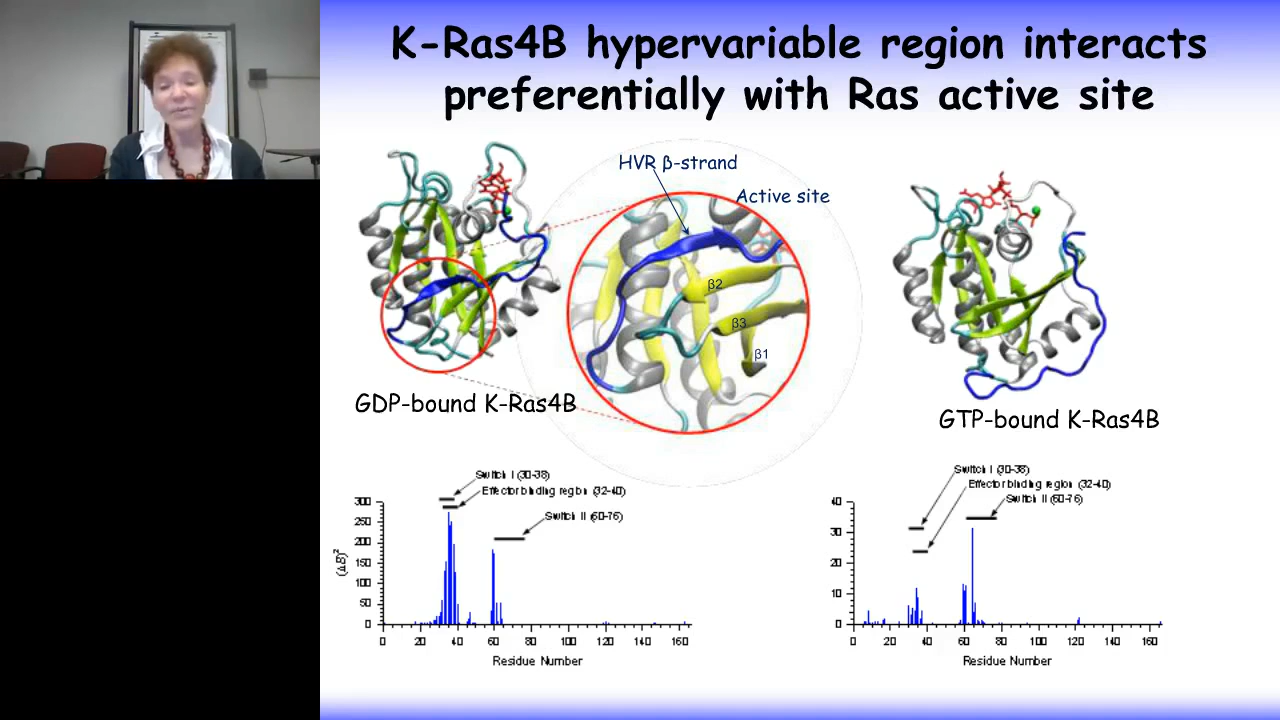 K-Ras4B hypervariable region interacts
preferentially with Ras active site
HVR β-strand
Active site
β2
β3
β1
GDP-bound K-Ras4B
GTP-bound K-Ras4B
Switch I (30-38)
Effector binding region (32-40)
Switch II (60-76)
300
250
200
150
100
50
0
0 20 40 60 80 100 120 140 160
Residue Number
Switch I (30-38)
Effector binding region (32-40)
Switch II (60-76)
40
30
20
10
0
0 20 40 60 80 100 120 140 160
Residue Number